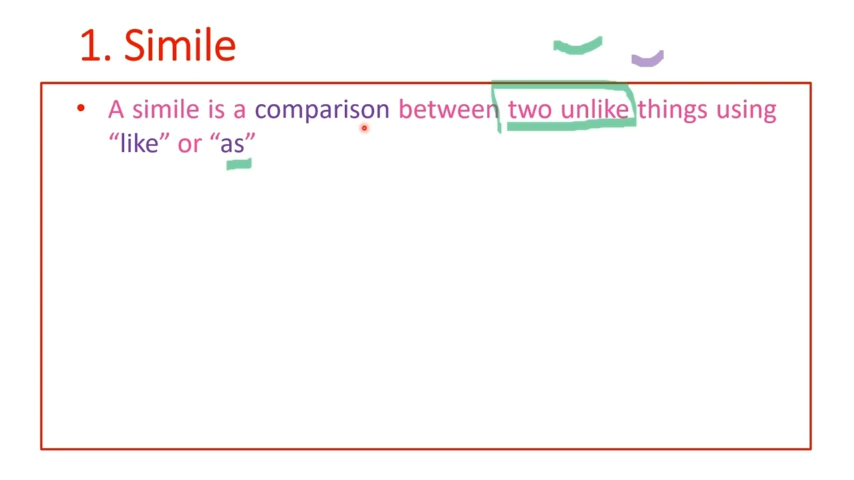 1. Simile
• A simile is a comparison between two unlike things using
“like” or “as”